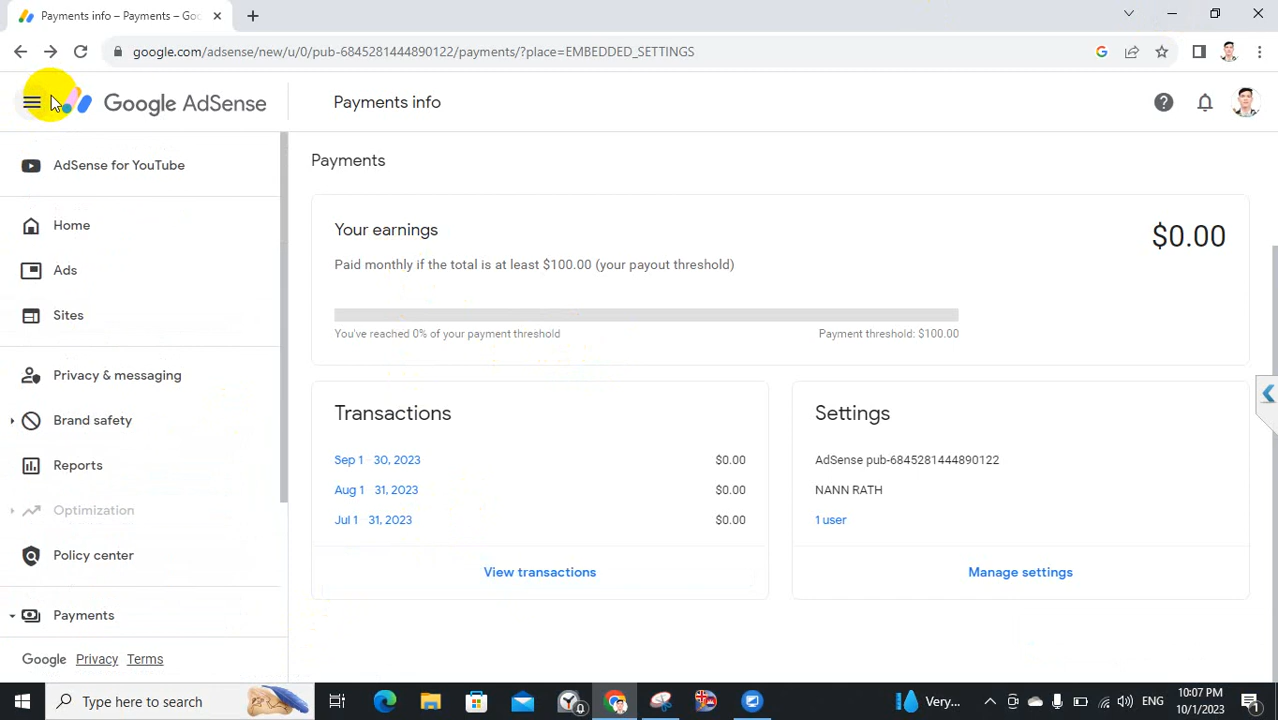 Payments info – Payments – Goo
google.com/adsense/new/u/0/pub-6845281444890122/payments/?place=EMBEDDED_SETTINGS
Google AdSense
Payments info
AdSense for YouTube
Home
Ads
Sites
Privacy & messaging
Brand safety
Reports
Optimization
Policy center
Payments
Google Privacy Terms
Payments
Your earnings
$0.00
Paid monthly if the total is at least $100.00 (your payout threshold)
You've reached 0% of your payment threshold
Payment threshold: $100.00
Transactions
Sep 1 30, 2023 $0.00
Aug 1 31, 2023 $0.00
Jul 1 31, 2023 $0.00
View transactions
Settings
AdSense pub-6845281444890122
NANN RATH
1 user
Manage settings
Type here to search
0
Very...
ENG
10:07 PM
10/1/2023
1